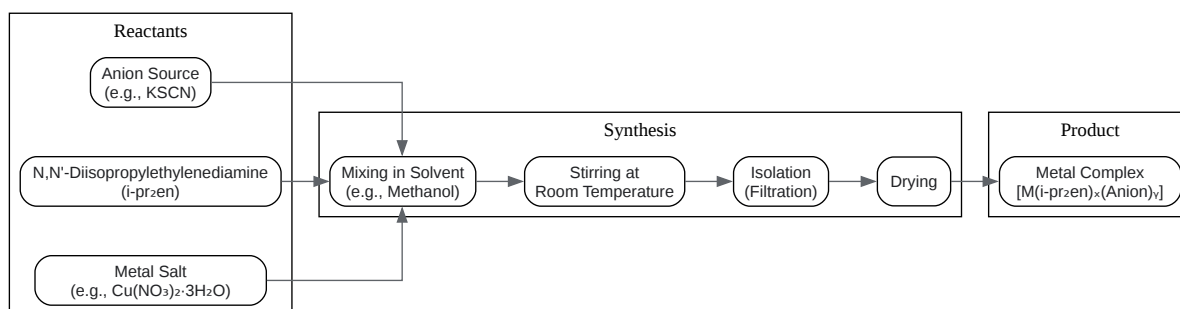 Reactants
Anion Source
(e.g., KSCN)
N,N'-Diisopropylethylenediamine
(i-pr₂en)
Metal Salt
(e.g., Cu(NO₃)₂·3H₂O)
Synthesis
Mixing in Solvent
(e.g., Methanol)
Stirring at
Room Temperature
Isolation
(Filtration)
Drying
Product
Metal Complex
[M(i-pr₂en)ₓ(Anion)ᵧ]